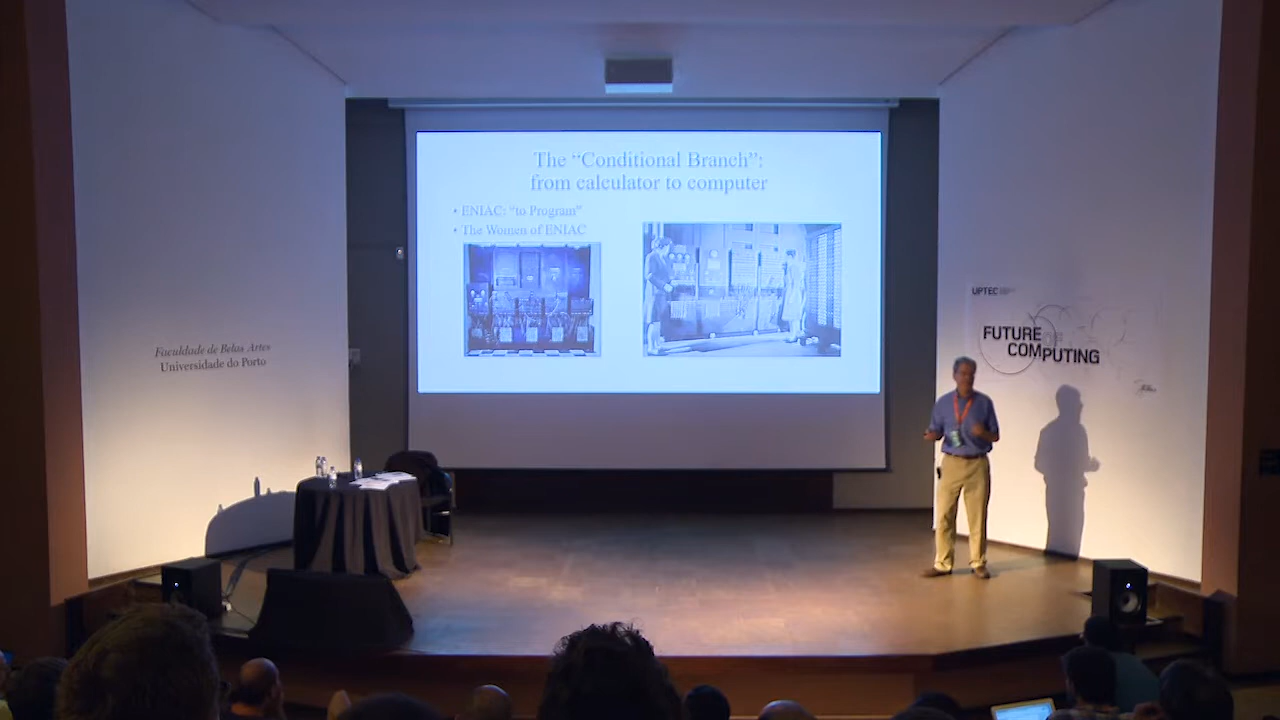 The “Conditional Branch”:
from calculator to computer
• ENIAC: “to Program”
• The Women of ENIAC
Faculdade de Belas Artes
Universidade do Porto
UPTEC
FUTURE OF
COMPUTING